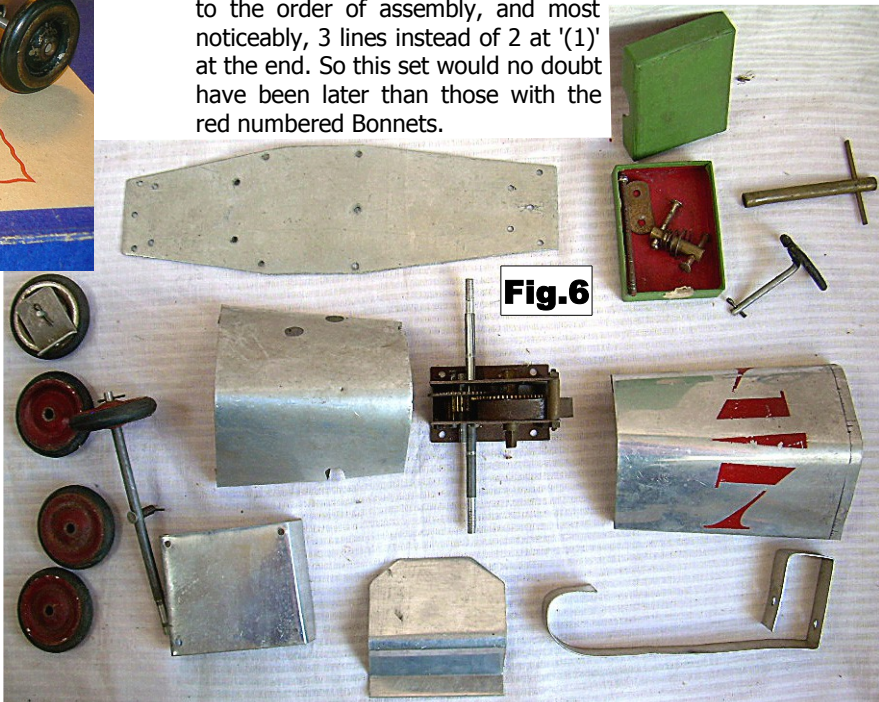 to the order of assembly, and most
noticeably, 3 lines instead of 2 at '(1)'
at the end. So this set would no doubt
have been later than those with the
red numbered Bonnets.
Fig.6